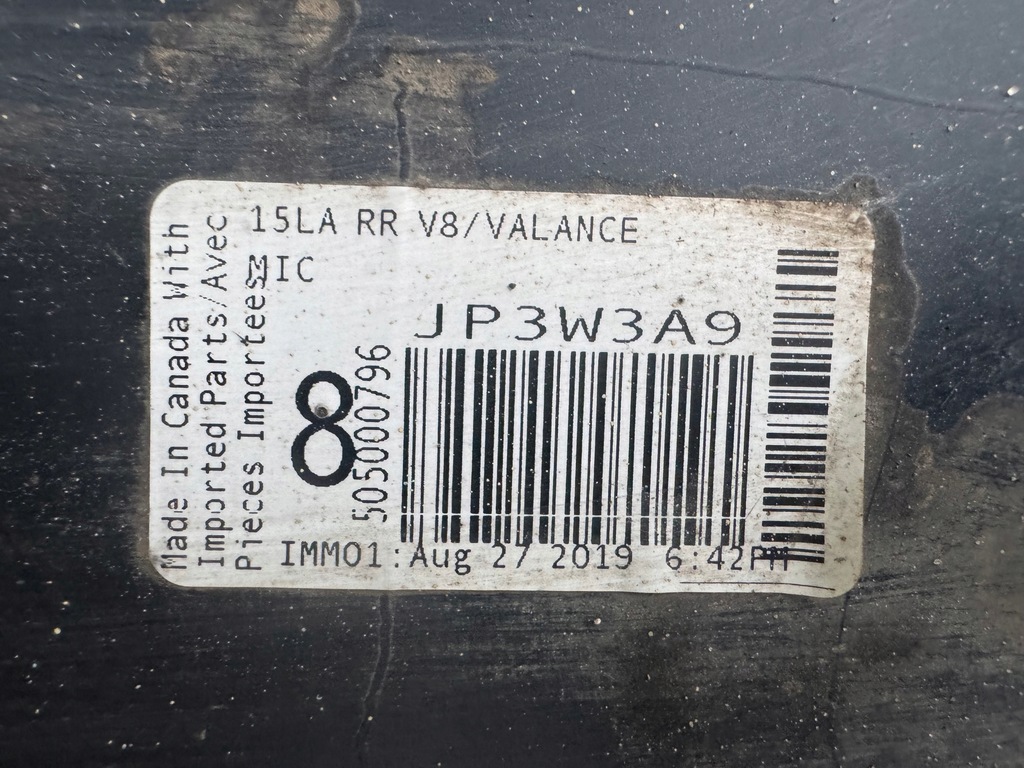 15LA RR V8/VALANCE
MIC
JP3W3A9
8
5050000796
IMM01:Aug 27 2019 6:42PM
Made In Canada With
Imported Parts/Avec
Pieces Importees